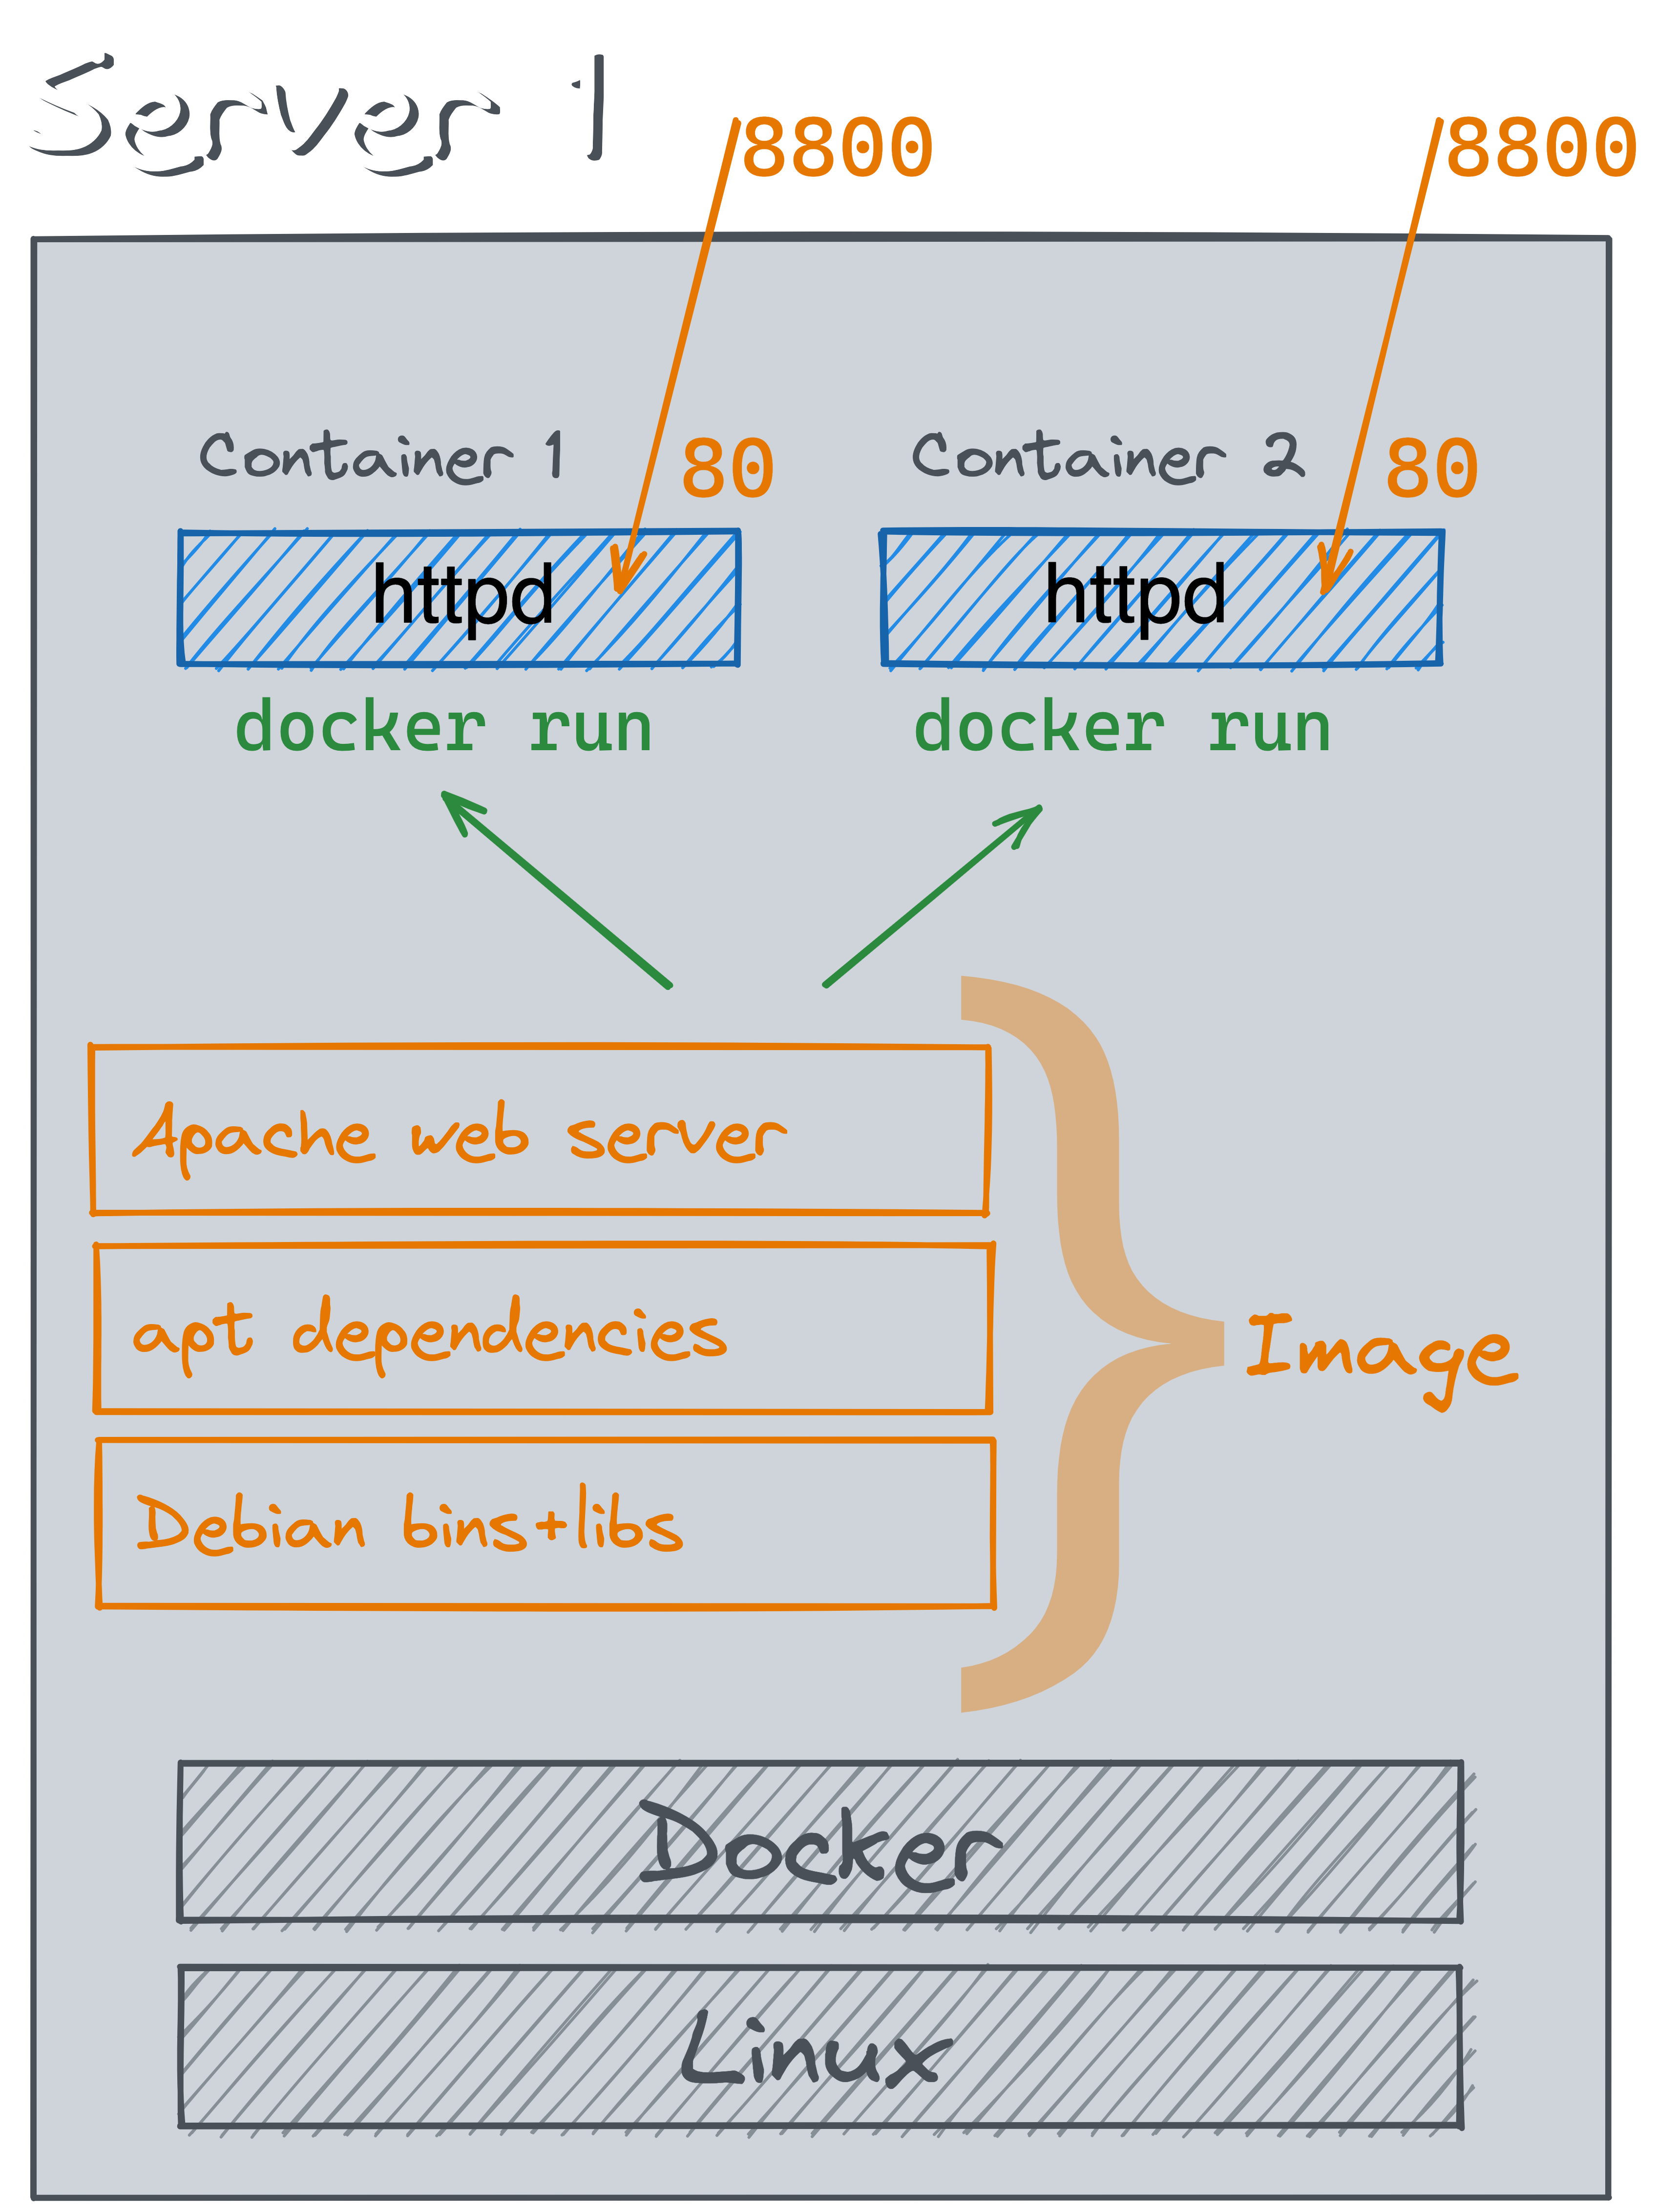 Server 1
8800
8800
Container 1
80
Container 2
80
httpd
httpd
docker run
docker run
Apache web server
apt dependencies
Image
Debian bins+libs
Docker
Linux